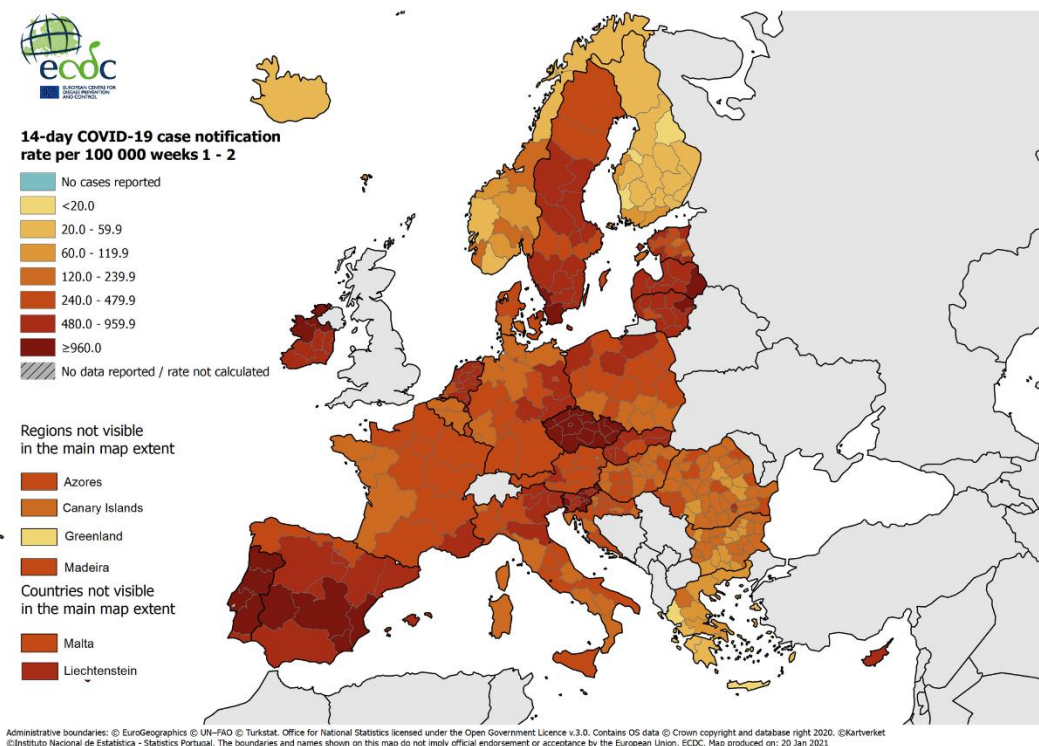 ecdc
EUROPEAN CENTRE FOR
DISEASE PREVENTION
AND CONTROL
14-day COVID-19 case notification
rate per 100 000 weeks 1 - 2
No cases reported
<20.0
20.0 - 59.9
60.0 - 119.9
120.0 - 239.9
240.0 - 479.9
480.0 - 959.9
≥960.0
No data reported / rate not calculated
Regions not visible
in the main map extent
Azores
Canary Islands
Greenland
Madeira
Countries not visible
in the main map extent
Malta
Liechtenstein
Administrative boundaries: © EuroGeographics © UN–FAO © Turkstat. Office for National Statistics licensed under the Open Government Licence v.3.0. Contains OS data © Crown copyright and database right 2020. ©Kartverket
©Instituto Nacional de Estatística - Statistics Portugal. The boundaries and names shown on this map do not imply official endorsement or acceptance by the European Union. ECDC. Map produced on: 20 Jan 2021